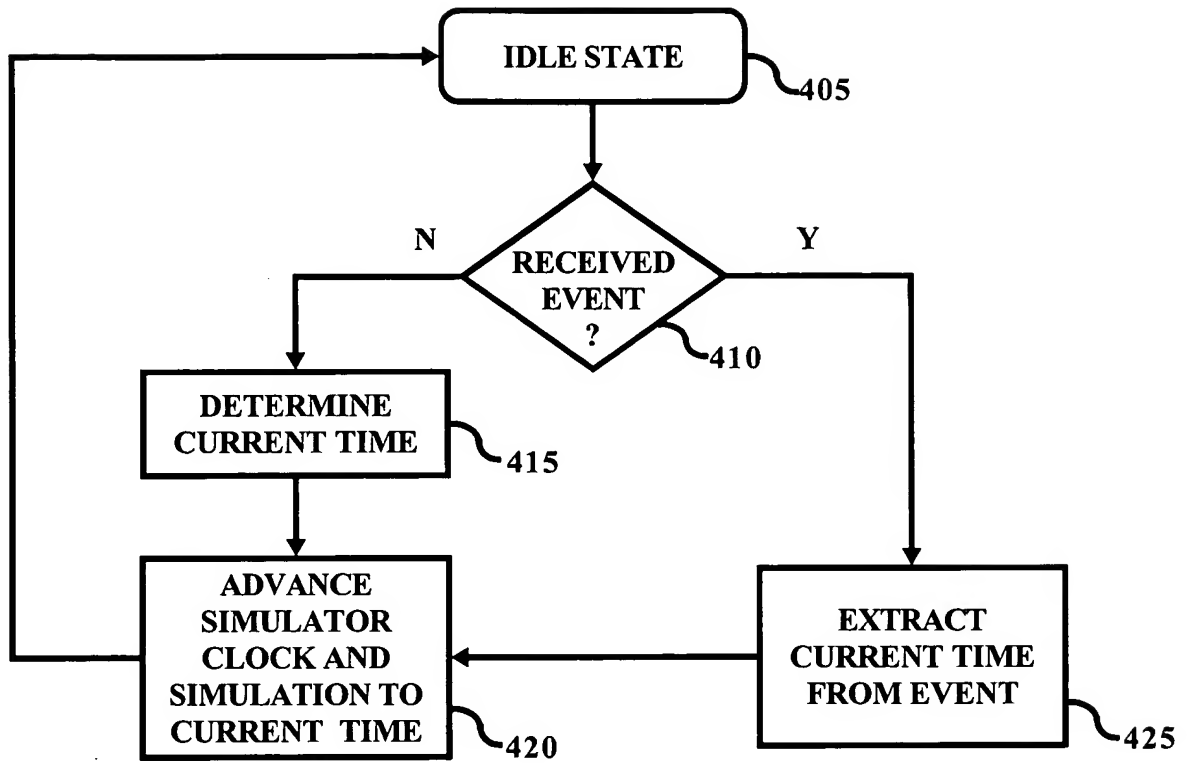 IDLE STATE
405
N
Y
RECEIVED
EVENT
?
410
DETERMINE
CURRENT TIME
415
ADVANCE
SIMULATOR
CLOCK AND
SIMULATION TO
CURRENT TIME
420
EXTRACT
CURRENT TIME
FROM EVENT
425